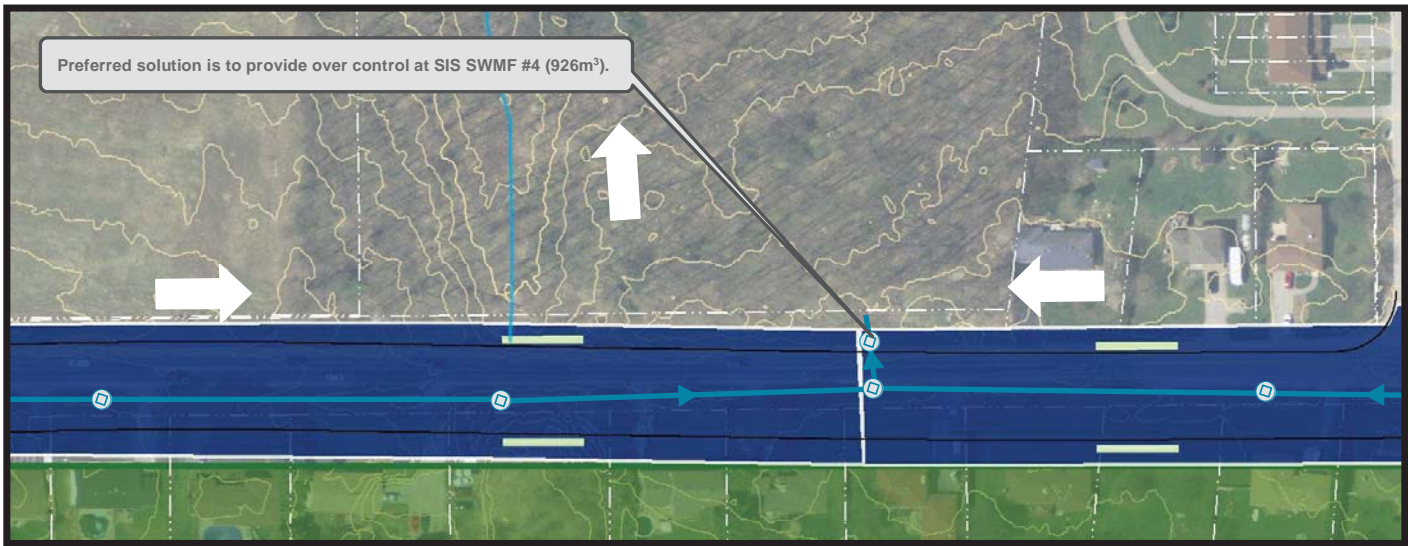 Preferred solution is to provide over control at SIS SWMF #4 (926m³).